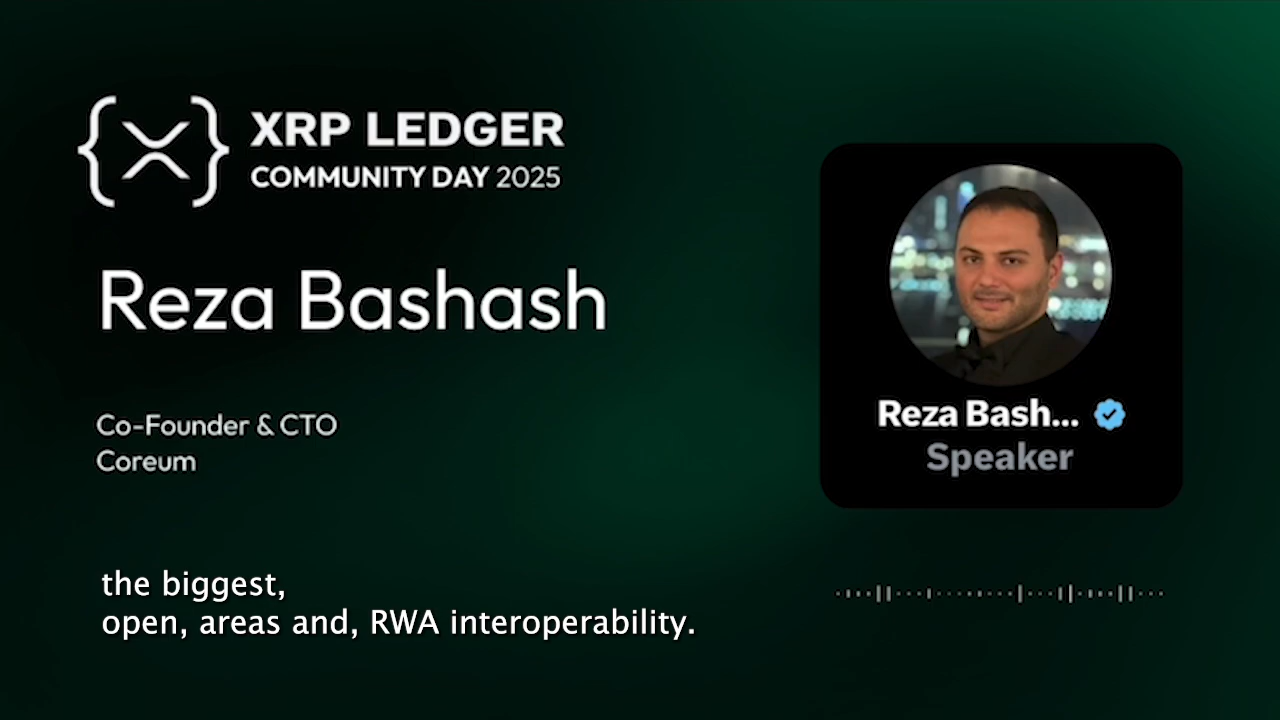 XRP LEDGER
COMMUNITY DAY 2025
Reza Bashash
Co-Founder & CTO
Coreum
Reza Bash...
Speaker
the biggest,
open, areas and, RWA interoperability.